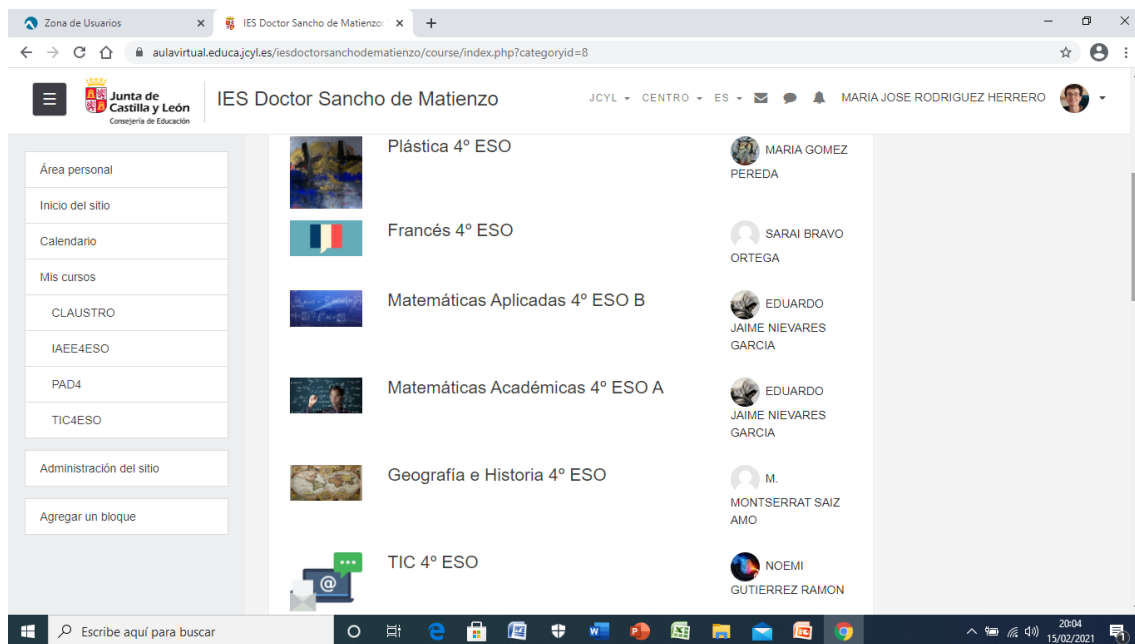 Zona de Usuarios
IES Doctor Sancho de Matienzo:
aulavirtual.educa.jcyl.es/iesdoctorsanchodematienzo/course/index.php?categoryid=8
Junta de
Castilla y León
Consejería de Educación
IES Doctor Sancho de Matienzo
JCYL CENTRO ES MARIA JOSE RODRIGUEZ HERRERO
Área personal
Inicio del sitio
Calendario
Mis cursos
CLAUSTRO
IAEE4ESO
PAD4
TIC4ESO
Administración del sitio
Agregar un bloque
Plástica 4º ESO
MARIA GOMEZ
PEREDA
Francés 4º ESO
SARAI BRAVO
ORTEGA
Matemáticas Aplicadas 4º ESO B
EDUARDO
JAIME NIEVARES
GARCIA
Matemáticas Académicas 4º ESO A
EDUARDO
JAIME NIEVARES
GARCIA
Geografía e Historia 4º ESO
M.
MONTSERRAT SAIZ
AMO
TIC 4º ESO
@
NOEMI
GUTIERREZ RAMON
Escribe aquí para buscar
20:04
15/02/2021